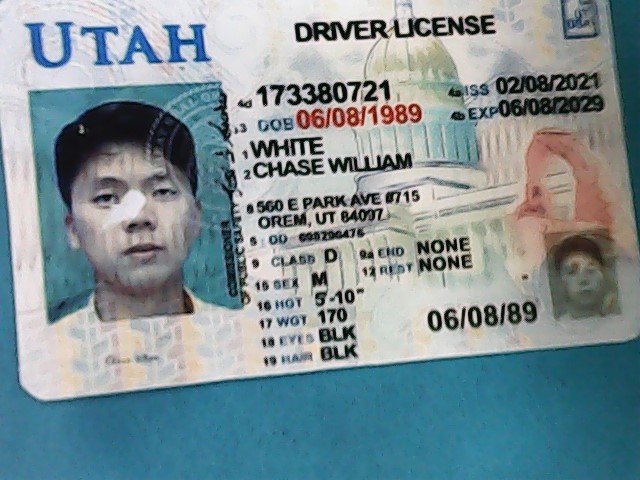 UTAH
DRIVER LICENSE
4d 173380721
4a ISS 02/08/2021
3 DOB 06/08/1989
4b EXP 06/08/2029
1 WHITE
2 CHASE WILLIAM
8 560 E PARK AVE #715
OREM, UT 84097
5 DD
9 CLASS D 9a END NONE
15 SEX M 12 REST NONE
16 HGT 5'-10"
17 WGT 170
18 EYES BLK
19 HAIR BLK
06/08/89